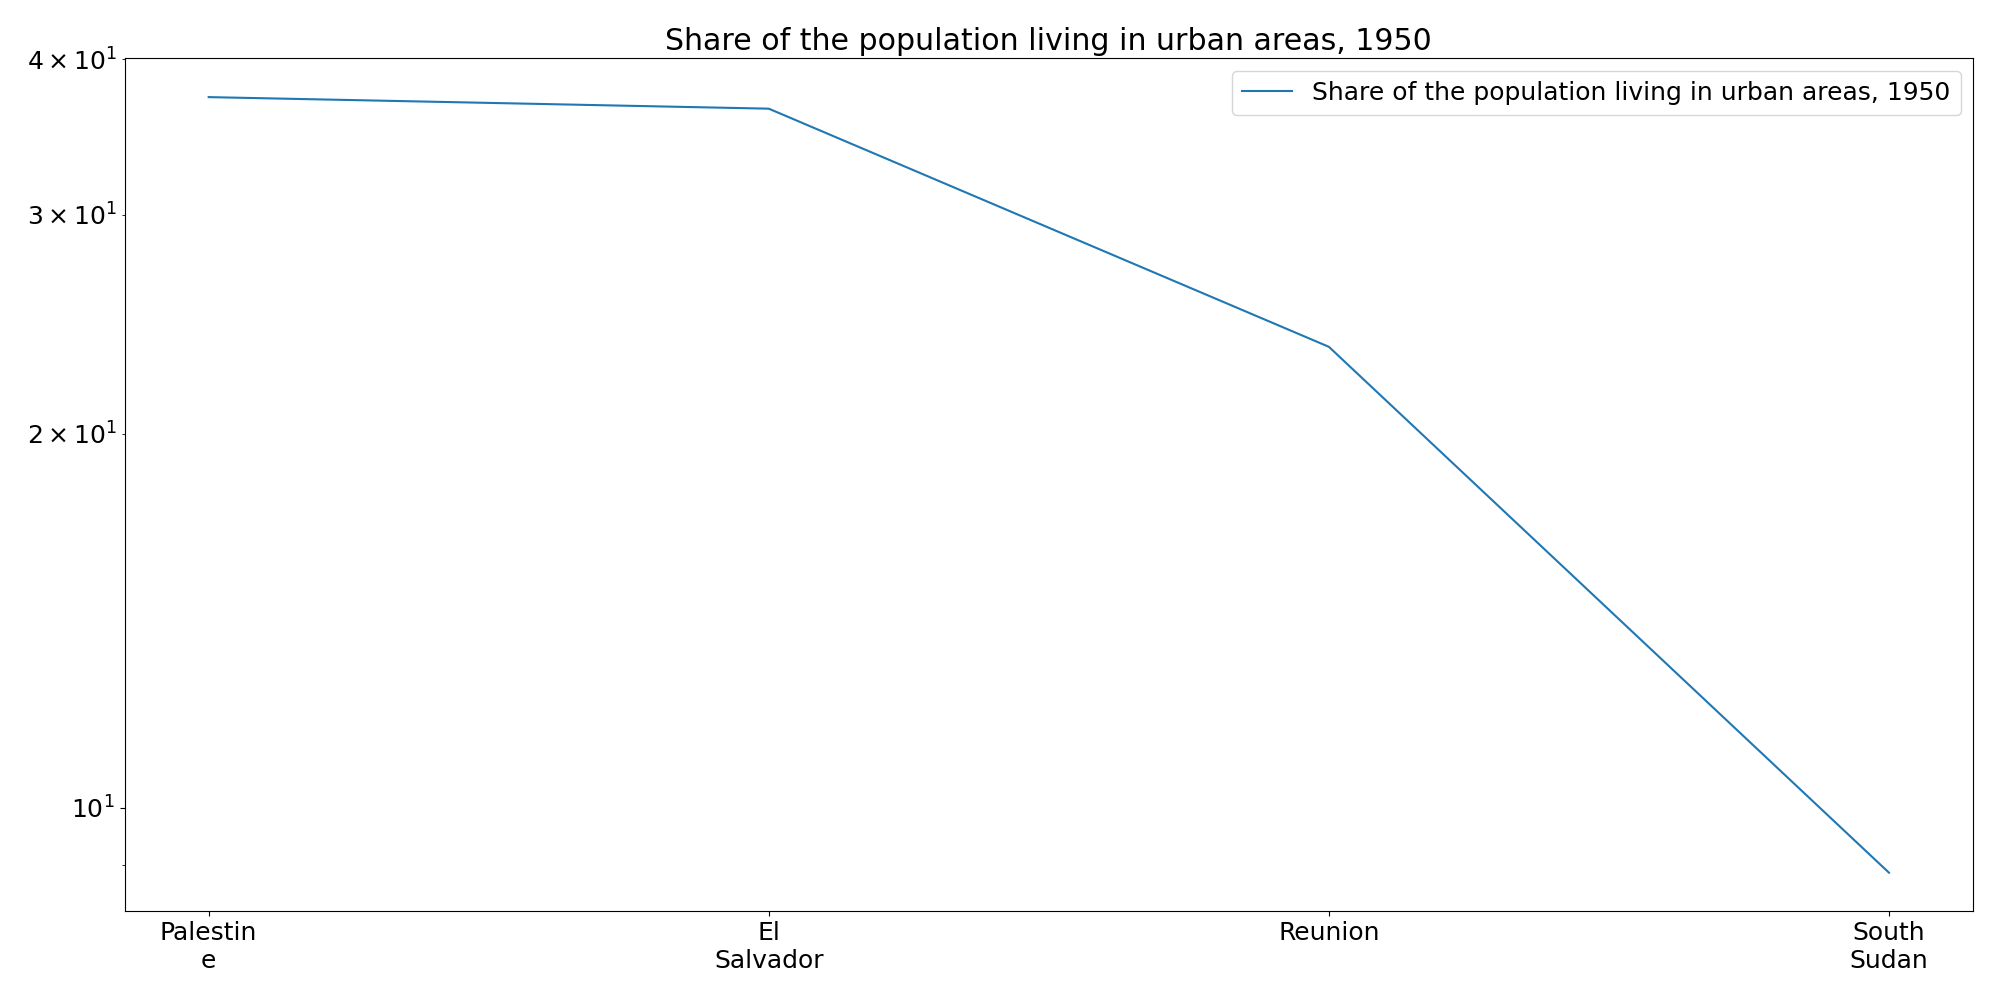 Share of the population living in urban areas, 1950
Share of the population living in urban areas, 1950
4 × 10¹
3 × 10¹
2 × 10¹
10¹
Palestin
e
El
Salvador
Reunion
South
Sudan